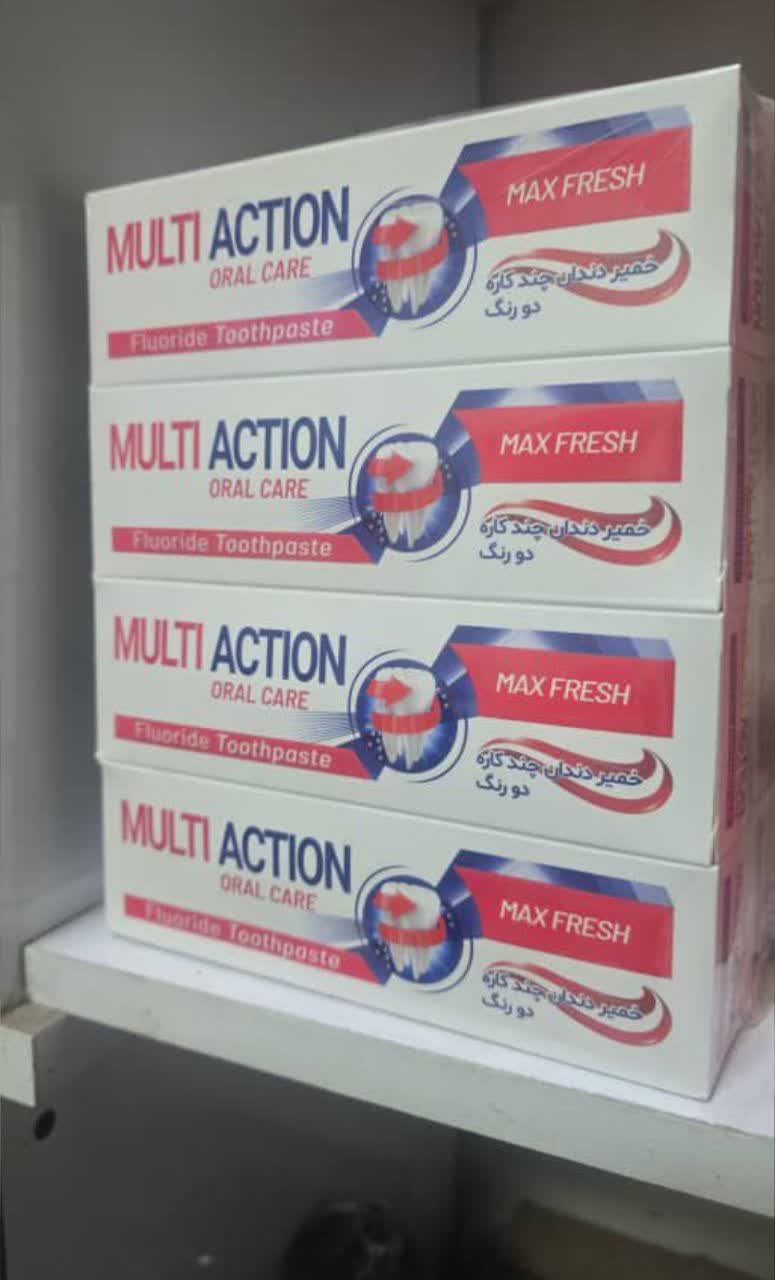 MULTI ACTION
ORAL CARE
Fluoride Toothpaste
MAX FRESH
خمیر دندان چند کاره
دو رنگ
MULTI ACTION
ORAL CARE
Fluoride Toothpaste
MAX FRESH
خمیر دندان چند کاره
دو رنگ
MULTI ACTION
ORAL CARE
Fluoride Toothpaste
MAX FRESH
خمیر دندان چند کاره
دو رنگ
MULTI ACTION
ORAL CARE
Fluoride Toothpaste
MAX FRESH
خمیر دندان چند کاره
دو رنگ